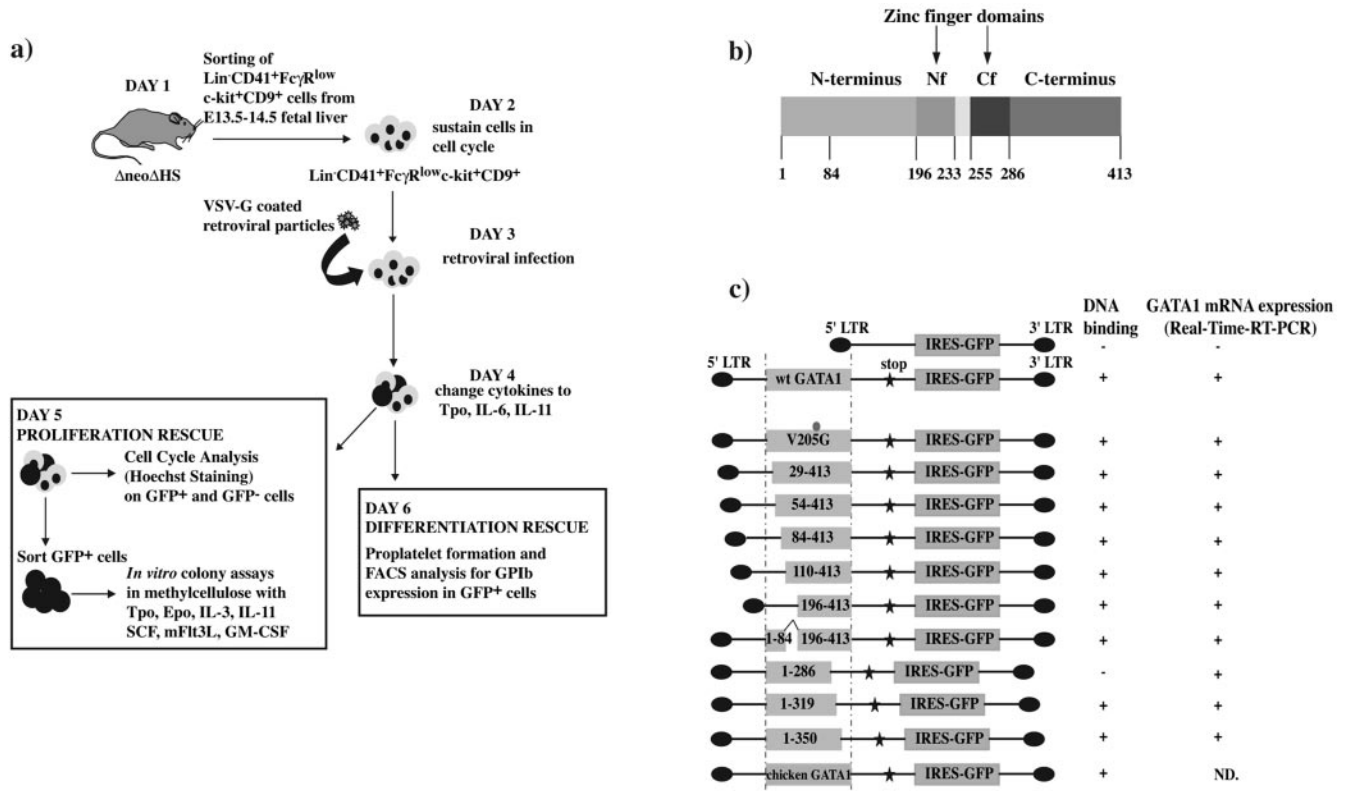 a)
DAY 1
Sorting of
Lin-CD41+FcγRlow
c-kit+CD9+ cells from
E13.5-14.5 fetal liver
ΔneoΔHS
DAY 2
sustain cells in
cell cycle
Lin-CD41+FcγRlowc-kit+CD9+
VSV-G coated
retroviral particles
DAY 3
retroviral infection
DAY 4
change cytokines to
Tpo, IL-6, IL-11
DAY 5
PROLIFERATION RESCUE
Cell Cycle Analysis
(Hoechst Staining)
on GFP+ and GFP- cells
Sort GFP+ cells
In vitro colony assays
in methylcellulose with
Tpo, Epo, IL-3, IL-11
SCF, mFlt3L, GM-CSF
DAY 6
DIFFERENTIATION RESCUE
Proplatelet formation and
FACS analysis for GPIb
expression in GFP+ cells
b)
Zinc finger domains
N-terminus Nf Cf C-terminus
1 84 196 233 255 286 413
c)
DNA
binding
GATA1 mRNA expression
(Real-Time-RT-PCR)
5' LTR 3' LTR
IRES-GFP - -
5' LTR stop 3' LTR
wt GATA1 IRES-GFP + +
V205G IRES-GFP + +
29-413 IRES-GFP + +
54-413 IRES-GFP + +
84-413 IRES-GFP + +
110-413 IRES-GFP + +
196-413 IRES-GFP + +
1-84 196-413 IRES-GFP + +
1-286 IRES-GFP - +
1-319 IRES-GFP + +
1-350 IRES-GFP + +
chicken GATA1 IRES-GFP + ND.